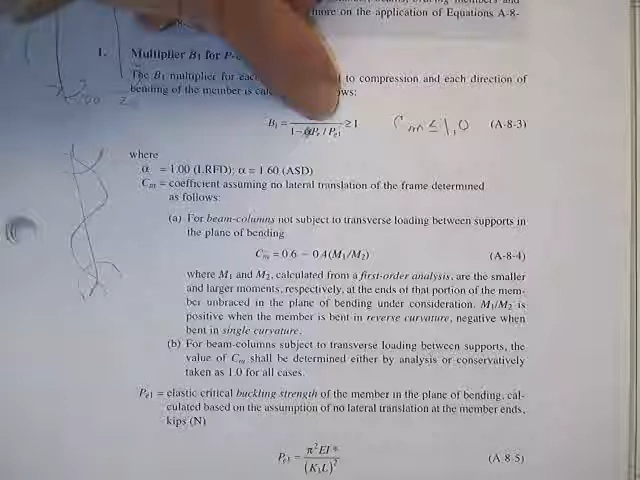 more on the application of Equations A-8-
1. Multiplier B₁ for P-
The B₁ multiplier for each to compression and each direction of
bending of the member is ws:
B₁ = 1 − αPᵣ / Pₑ₁ ≥ 1 Cm ≤ 1,0 (A-8-3)
where
α = 1.00 (LRFD); α = 1.60 (ASD)
Cₘ = coefficient assuming no lateral translation of the frame determined
as follows:
(a) For beam-columns not subject to transverse loading between supports in
the plane of bending
Cₘ = 0.6 − 0.4(M₁/M₂) (A-8-4)
where M₁ and M₂, calculated from a first-order analysis, are the smaller
and larger moments, respectively, at the ends of that portion of the mem-
ber unbraced in the plane of bending under consideration. M₁/M₂ is
positive when the member is bent in reverse curvature, negative when
bent in single curvature.
(b) For beam-columns subject to transverse loading between supports, the
value of Cₘ shall be determined either by analysis or conservatively
taken as 1.0 for all cases.
Pₑ₁ = elastic critical buckling strength of the member in the plane of bending, cal-
culated based on the assumption of no lateral translation at the member ends,
kips (N)
Pₑ₁ = π²EI* / (K₁L)² (A-8-5)